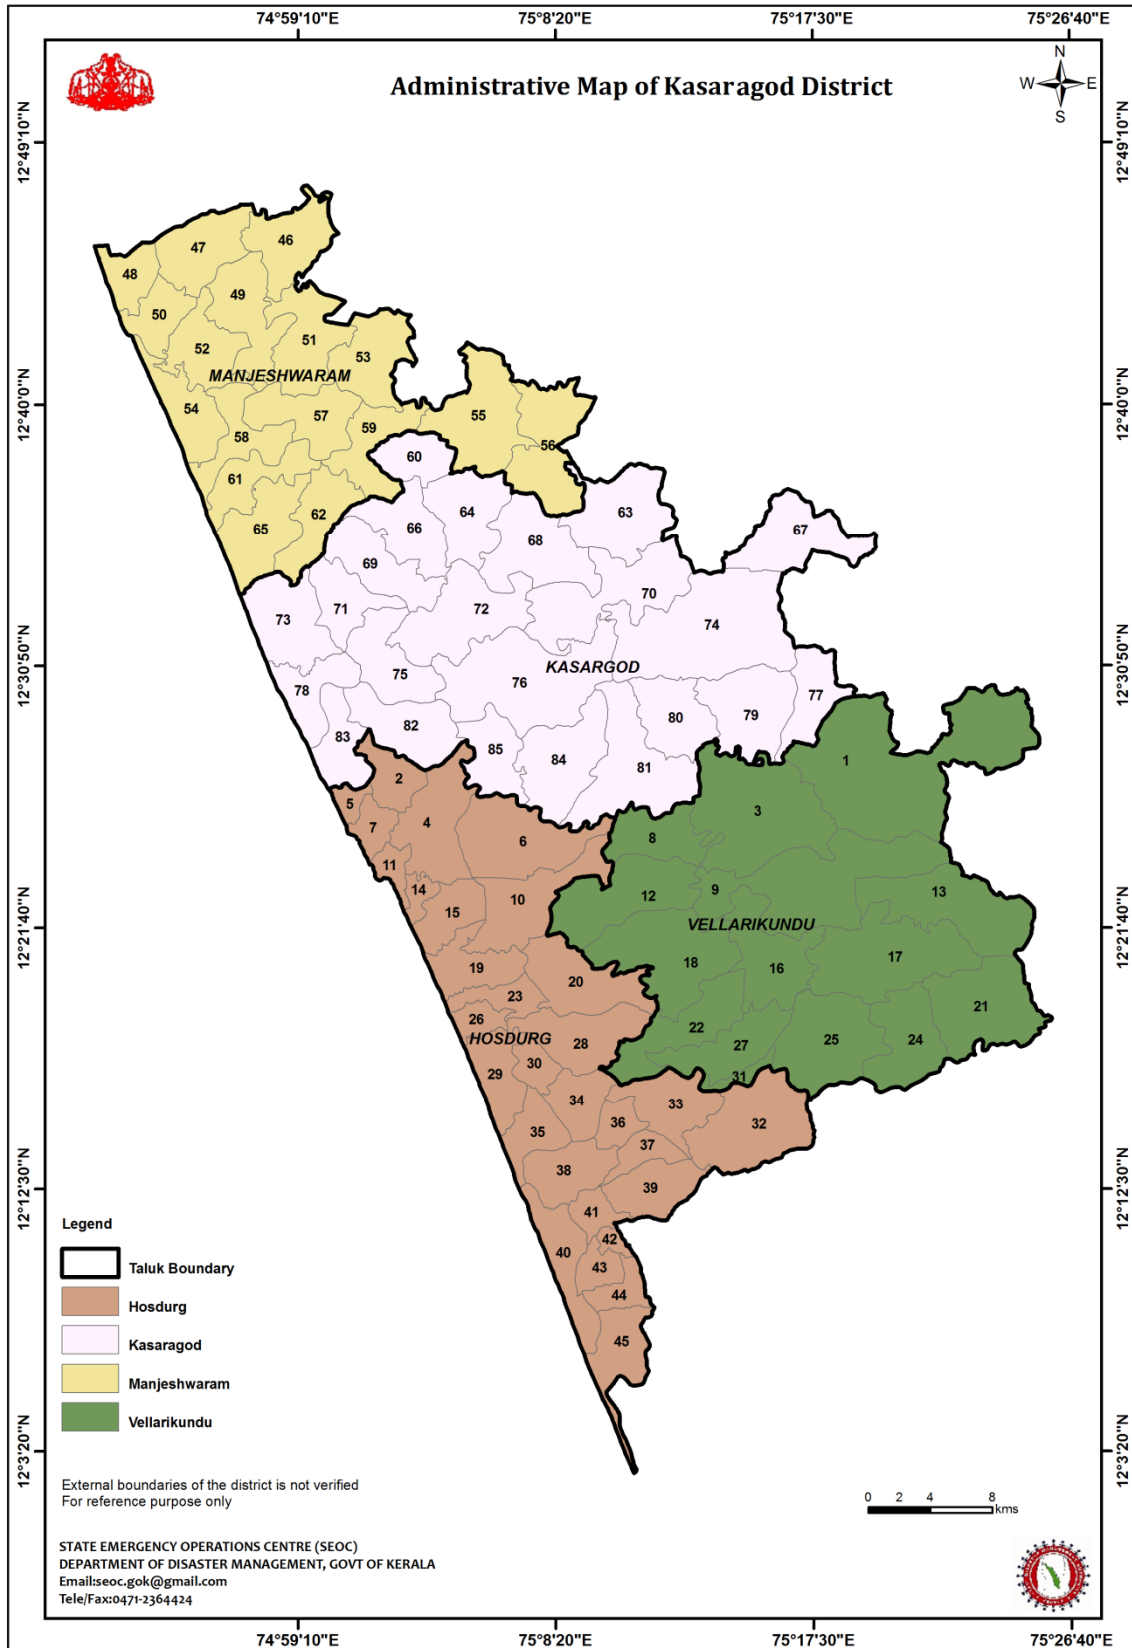 74°59'10"E 75°8'20"E 75°17'30"E 75°26'40"E
Administrative Map of Kasaragod District
N
W E
S
12°49'10"N 12°49'10"N
46
47
48
49
50
51
52
53
MANJESHWARAM
12°40'0"N 12°40'0"N
54
55
57
59
58
56
60
61
62
64
63
65
66
67
68
69
70
71
72
73
74
12°30'50"N 12°30'50"N
KASARGOD
75
76
77
78
79
80
82
83
85
84
81
1
2
3
5
4
7
6
8
11
14
9
13
12
10
15
12°21'40"N 12°21'40"N
VELLARIKUNDU
17
18
16
19
20
23
21
26
22
HOSDURG
28
27
25
24
30
29
31
34
33
32
36
35
37
38
12°12'30"N 12°12'30"N
39
41
42
40
43
44
45
Legend
Taluk Boundary
Hosdurg
Kasaragod
Manjeshwaram
Vellarikundu
12°3'20"N 12°3'20"N
External boundaries of the district is not verified
For reference purpose only
0 2 4 8
kms
STATE EMERGENCY OPERATIONS CENTRE (SEOC)
DEPARTMENT OF DISASTER MANAGEMENT, GOVT OF KERALA
Email:seoc.gok@gmail.com
Tele/Fax:0471-2364424
74°59'10"E 75°8'20"E 75°17'30"E 75°26'40"E